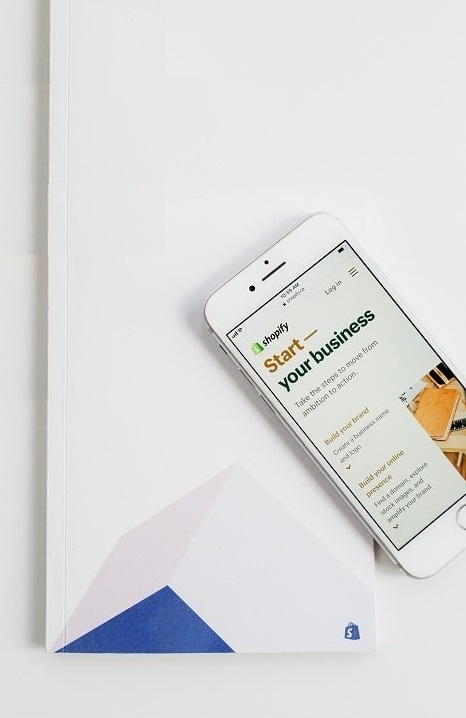 10:59 AM
shopify.ca
Log in
shopify
Start —
your business
Take the steps to move from
ambition to action.
Build your brand
Create a business name
and logo
Build your online
presence
Find a domain, explore
stock images, and
amplify your brand
S